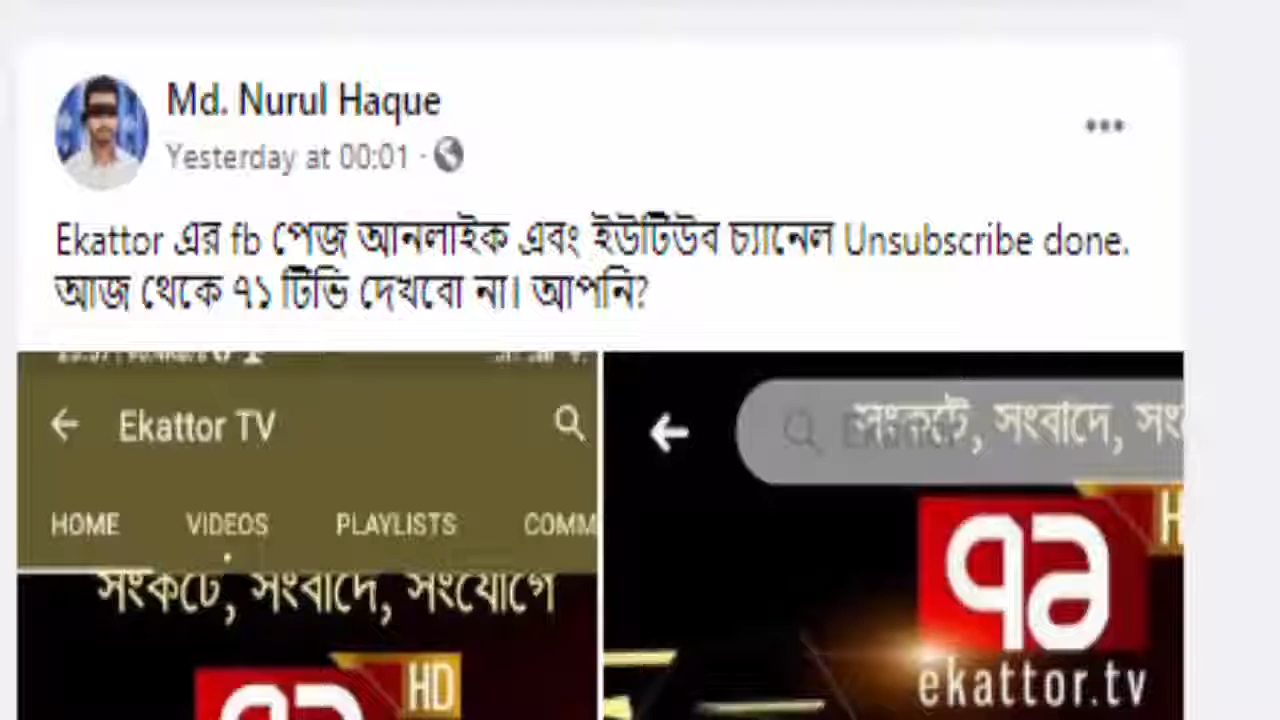 Md. Nurul Haque
Yesterday at 00:01 ·
Ekattor এর fb পেজ আনলাইক এবং ইউটিউব চ্যানেল Unsubscribe done.
আজ থেকে ৭১ টিভি দেখবো না। আপনি?
Ekattor TV
HOME VIDEOS PLAYLISTS COMM
সংকটে, সংবাদে, সংযোগে
HD
৭১
সংকটে, সংবাদে, সং
H
৭১
ekattor.tv